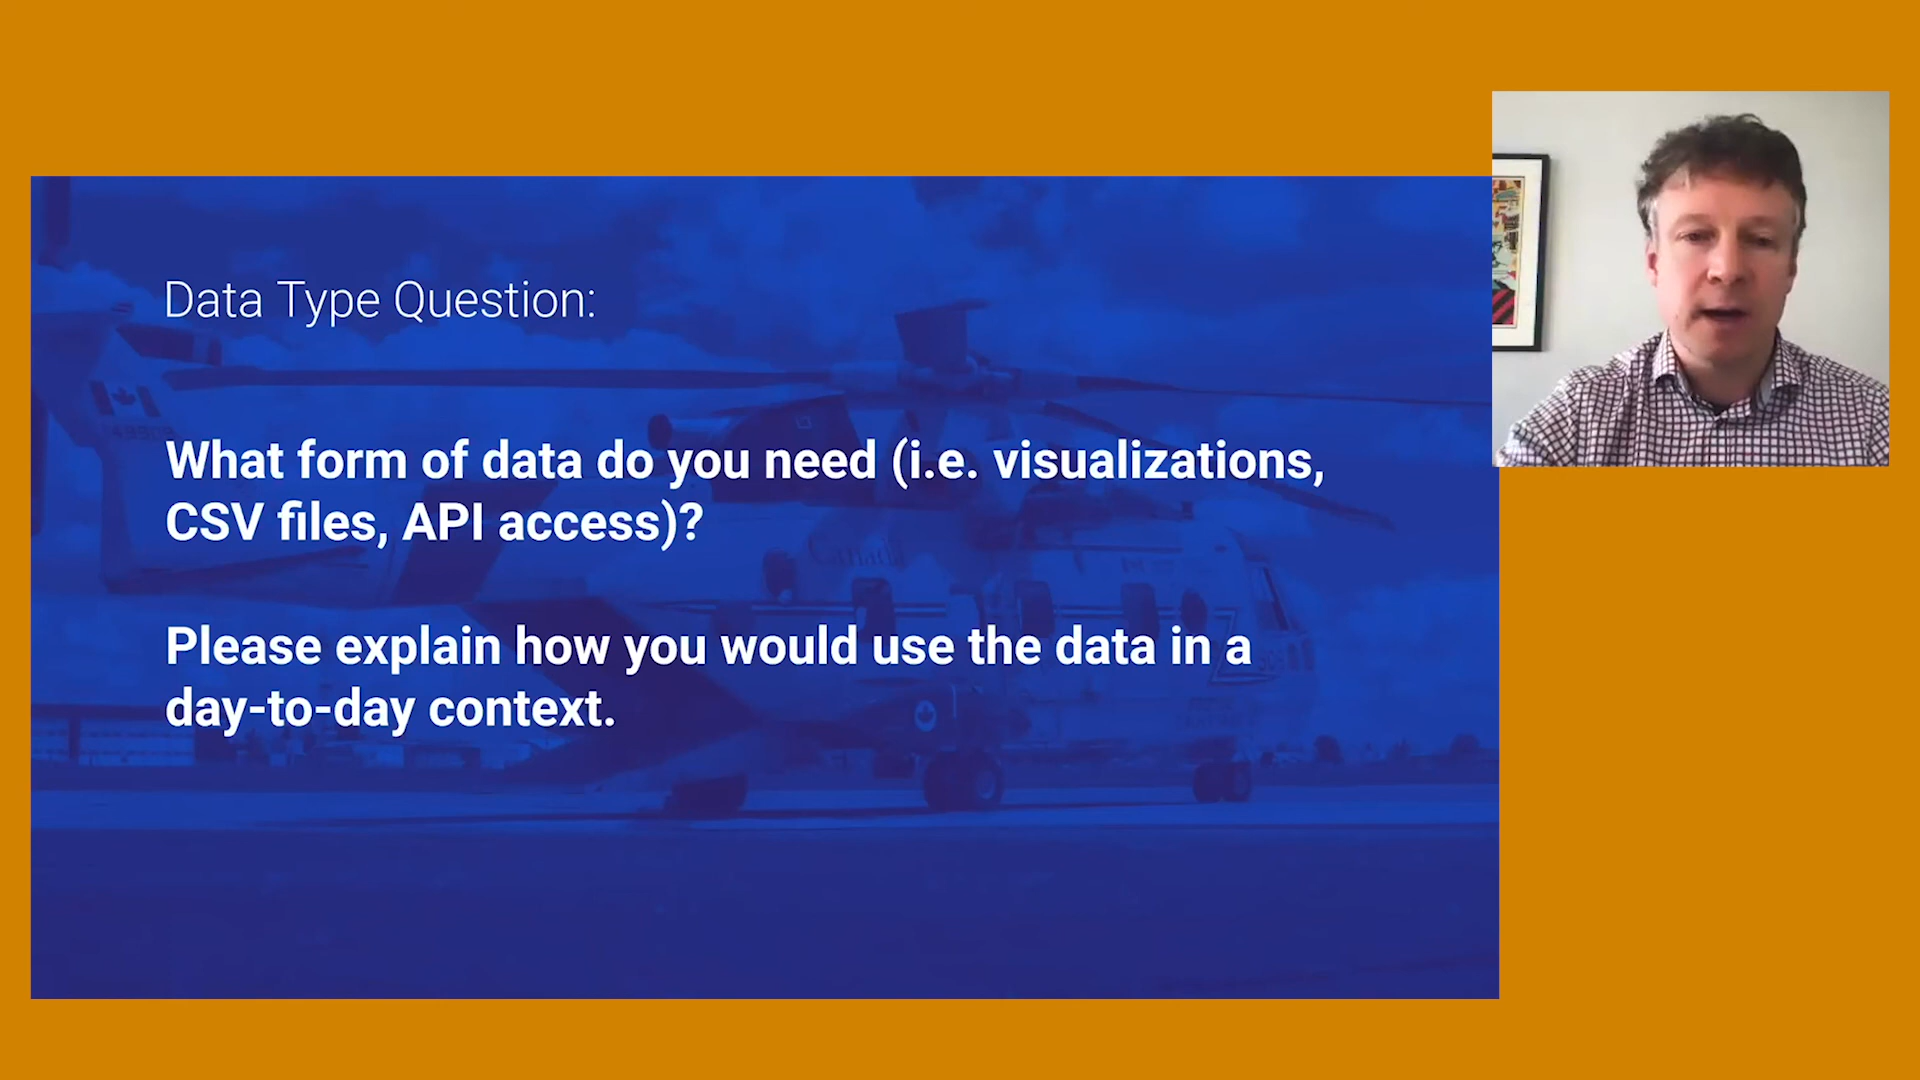 Data Type Question:
What form of data do you need (i.e. visualizations,
CSV files, API access)?
Please explain how you would use the data in a
day-to-day context.
Canada